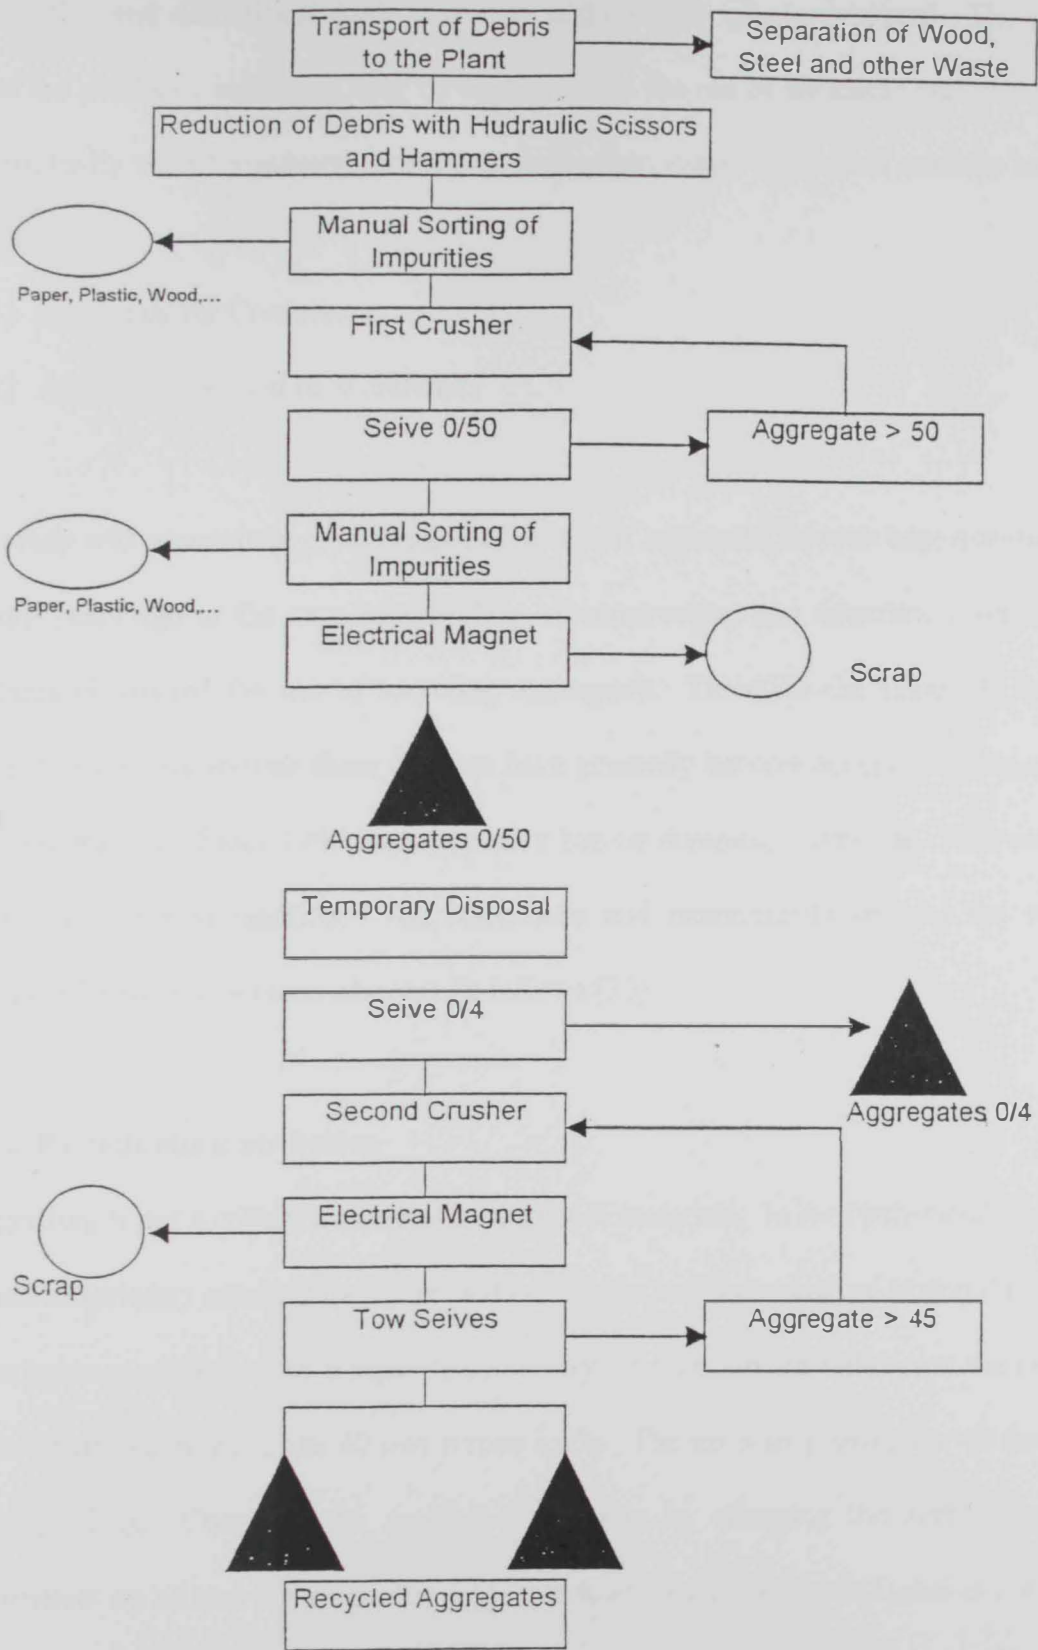 Transport of Debris
to the Plant
Separation of Wood,
Steel and other Waste
Reduction of Debris with Hudraulic Scissors
and Hammers
Manual Sorting of
Impurities
Paper, Plastic, Wood,...
First Crusher
Seive 0/50
Aggregate > 50
Manual Sorting of
Impurities
Paper, Plastic, Wood,...
Electrical Magnet
Scrap
Aggregates 0/50
Temporary Disposal
Seive 0/4
Aggregates 0/4
Second Crusher
Electrical Magnet
Scrap
Tow Seives
Aggregate > 45
Recycled Aggregates